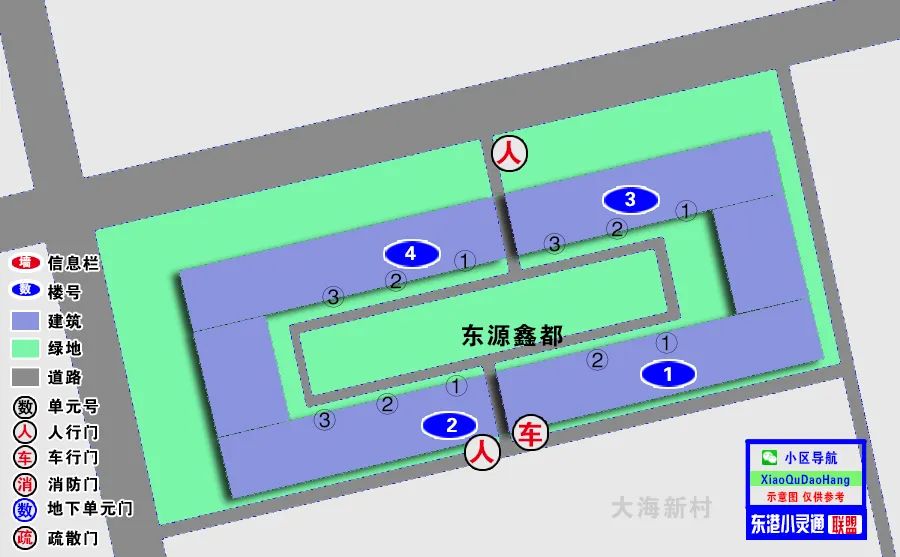 人
3
1
2
3
4
1
2
3
东源鑫都
1
2
1
1
2
3
2
车
人
墙 信息栏
数 楼号
建筑
绿地
道路
数 单元号
人 人行门
车 车行门
消 消防门
数 地下单元门
疏 疏散门
大海新村
小区导航
XiaoQuDaoHang
示意图 仅供参考
东港小灵通 联盟